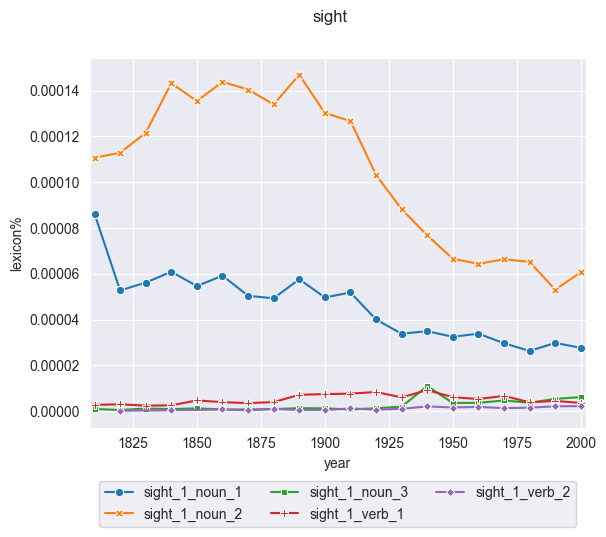 sight
0.00014
0.00012
0.00010
0.00008
0.00006
0.00004
0.00002
0.00000
lexicon%
1825 1850 1875 1900 1925 1950 1975 2000
year
sight_1_noun_1 sight_1_noun_3 sight_1_verb_2
sight_1_noun_2 sight_1_verb_1